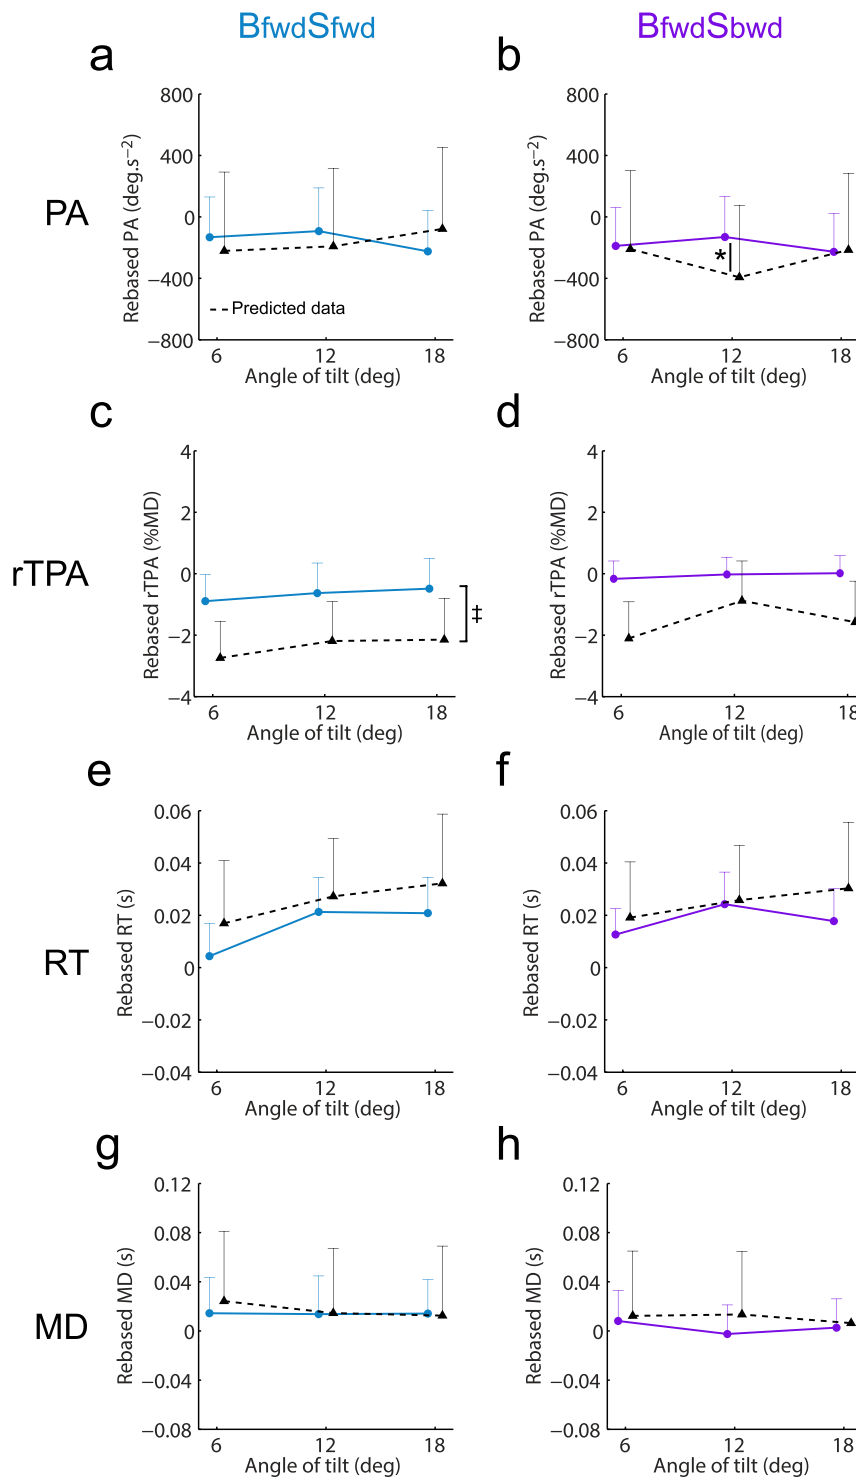 BfwdSfwd
BfwdSbwd
a
b
PA
Rebased PA (deg.s−2)
800
400
0
−400
−800
Predicted data
6
12
18
Angle of tilt (deg)
Rebased PA (deg.s−2)
800
400
0
−400
−800
*
6
12
18
Angle of tilt (deg)
c
d
rTPA
Rebased rTPA (%MD)
4
2
0
−2
−4
‡
6
12
18
Angle of tilt (deg)
Rebased rTPA (%MD)
4
2
0
−2
−4
6
12
18
Angle of tilt (deg)
e
f
RT
Rebased RT (s)
0.06
0.04
0.02
0
−0.02
−0.04
6
12
18
Angle of tilt (deg)
Rebased RT (s)
0.06
0.04
0.02
0
−0.02
−0.04
6
12
18
Angle of tilt (deg)
g
h
MD
Rebased MD (s)
0.12
0.08
0.04
0
−0.04
−0.08
6
12
18
Angle of tilt (deg)
Rebased MD (s)
0.12
0.08
0.04
0
−0.04
−0.08
6
12
18
Angle of tilt (deg)